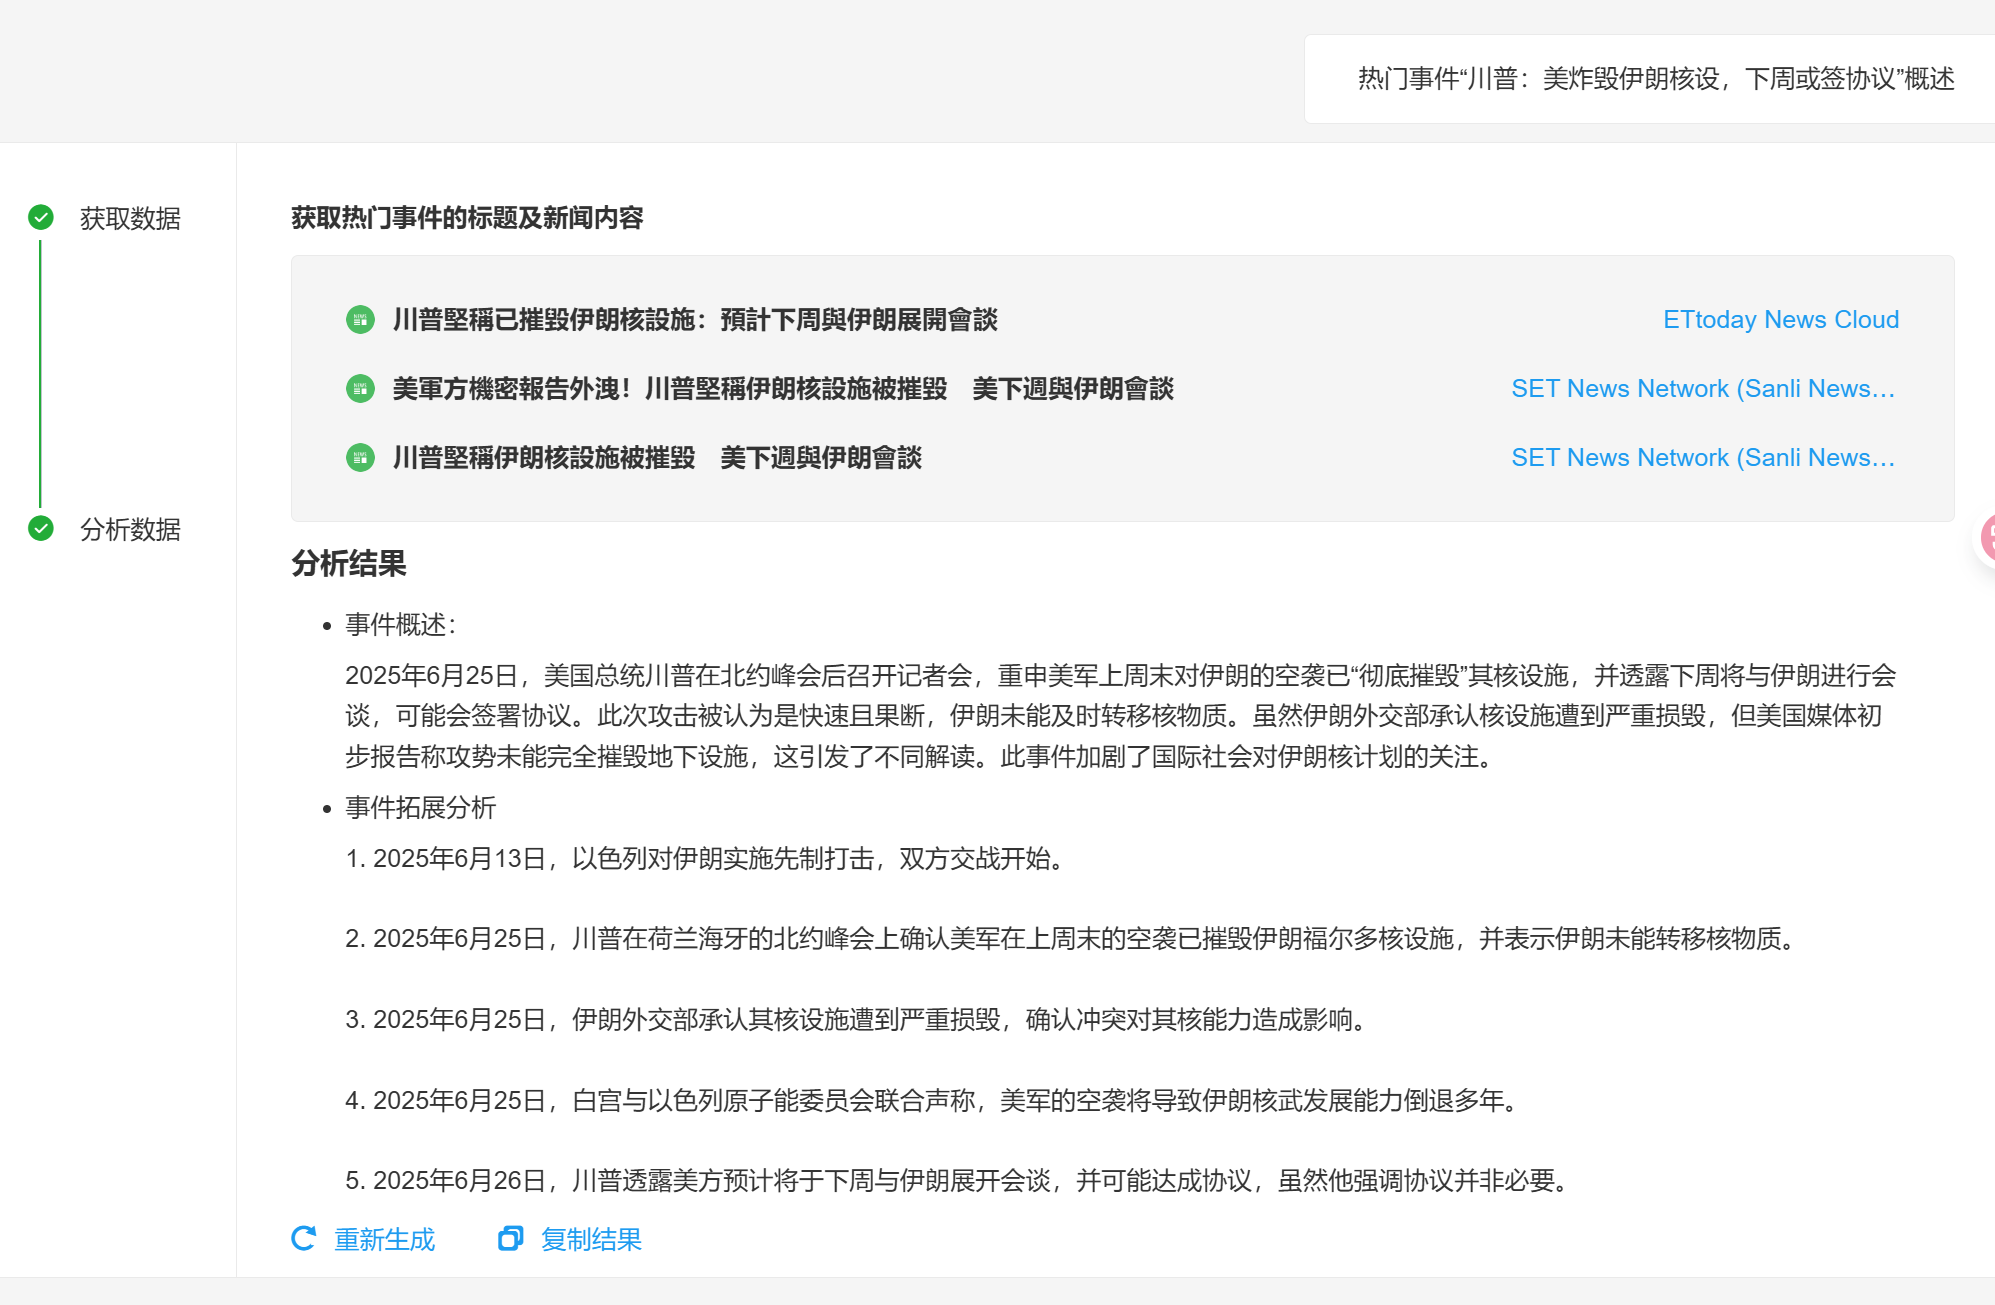 热门事件“川普：美炸毁伊朗核设，下周或签协议”概述
获取数据
分析数据
获取热门事件的标题及新闻内容
川普堅稱已摧毀伊朗核設施：預計下周與伊朗展開會談
ETtoday News Cloud
美軍方機密報告外洩！川普堅稱伊朗核設施被摧毀　美下週與伊朗會談
SET News Network (Sanli News…
川普堅稱伊朗核設施被摧毀　美下週與伊朗會談
SET News Network (Sanli News…
分析结果
• 事件概述：
2025年6月25日，美国总统川普在北约峰会后召开记者会，重申美军上周末对伊朗的空袭已“彻底摧毁”其核设施，并透露下周将与伊朗进行会
谈，可能会签署协议。此次攻击被认为是快速且果断，伊朗未能及时转移核物质。虽然伊朗外交部承认核设施遭到严重损毁，但美国媒体初
步报告称攻势未能完全摧毁地下设施，这引发了不同解读。此事件加剧了国际社会对伊朗核计划的关注。
• 事件拓展分析
1. 2025年6月13日，以色列对伊朗实施先制打击，双方交战开始。
2. 2025年6月25日，川普在荷兰海牙的北约峰会上确认美军在上周末的空袭已摧毁伊朗福尔多核设施，并表示伊朗未能转移核物质。
3. 2025年6月25日，伊朗外交部承认其核设施遭到严重损毁，确认冲突对其核能力造成影响。
4. 2025年6月25日，白宫与以色列原子能委员会联合声称，美军的空袭将导致伊朗核武发展能力倒退多年。
5. 2025年6月26日，川普透露美方预计将于下周与伊朗展开会谈，并可能达成协议，虽然他强调协议并非必要。
重新生成
复制结果